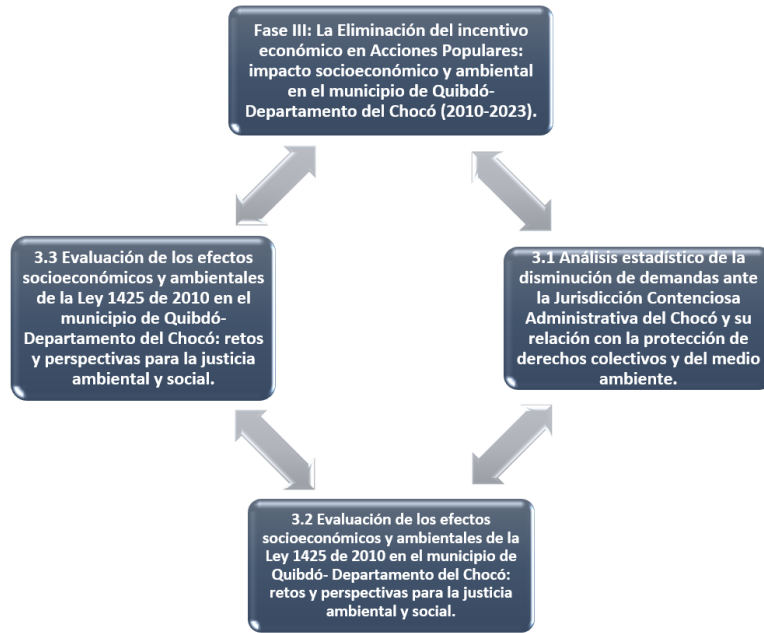 Fase III: La Eliminación del incentivo
económico en Acciones Populares:
impacto socioeconómico y ambiental
en el municipio de Quibdó-
Departamento del Chocó (2010-2023).
3.3 Evaluación de los efectos
socioeconómicos y ambientales
de la Ley 1425 de 2010 en el
municipio de Quibdó-
Departamento del Chocó: retos
y perspectivas para la justicia
ambiental y social.
3.1 Análisis estadístico de la
disminución de demandas ante
la Jurisdicción Contenciosa
Administrativa del Chocó y su
relación con la protección de
derechos colectivos y del medio
ambiente.
3.2 Evaluación de los efectos
socioeconómicos y ambientales de la
Ley 1425 de 2010 en el municipio de
Quibdó- Departamento del Chocó:
retos y perspectivas para la justicia
ambiental y social.